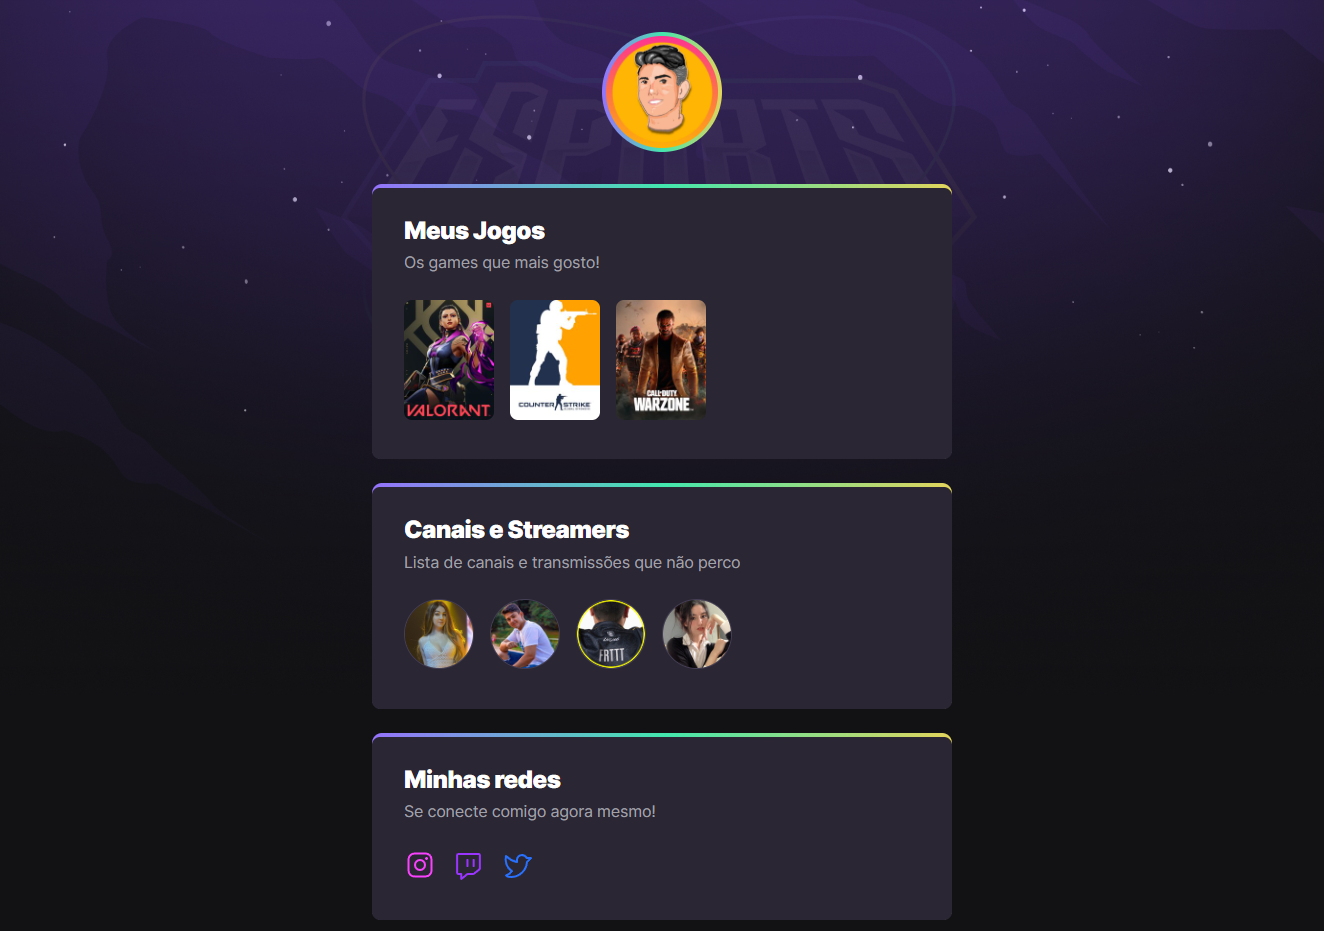 ESPORTS
Meus Jogos
Os games que mais gosto!
VALORANT
COUNTER STRIKE
CALL OF DUTY
WARZONE
Canais e Streamers
Lista de canais e transmissões que não perco
FRTTT
Minhas redes
Se conecte comigo agora mesmo!